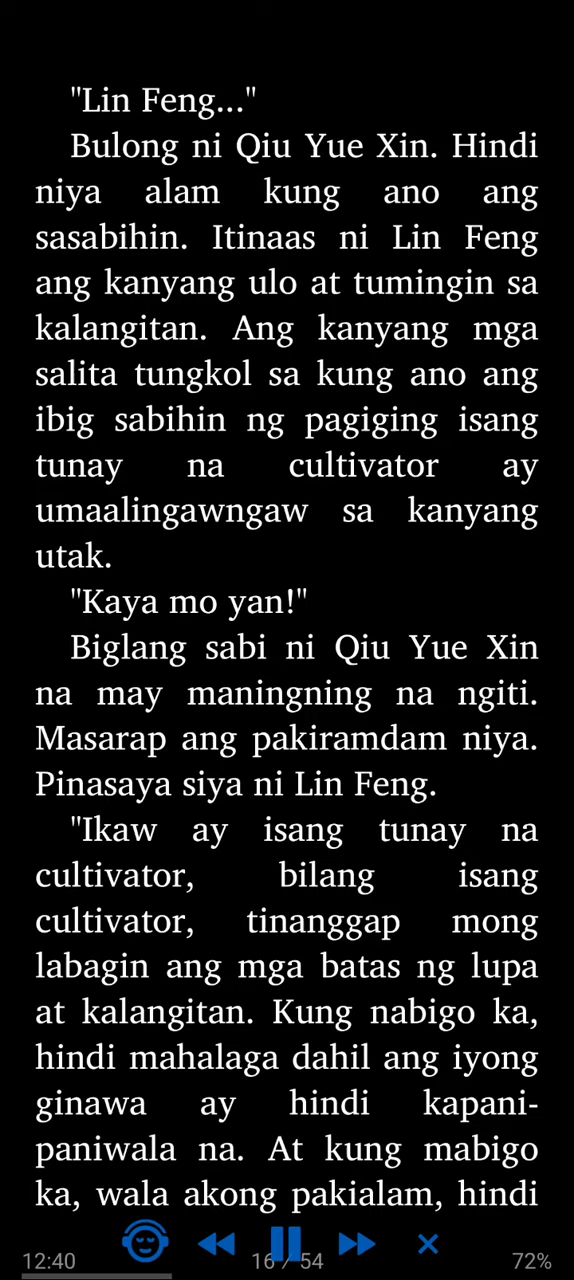 "Lin Feng..."
Bulong ni Qiu Yue Xin. Hindi
niya alam kung ano ang
sasabihin. Itinaas ni Lin Feng
ang kanyang ulo at tumingin sa
kalangitan. Ang kanyang mga
salita tungkol sa kung ano ang
ibig sabihin ng pagiging isang
tunay na cultivator ay
umaalingawngaw sa kanyang
utak.
"Kaya mo yan!"
Biglang sabi ni Qiu Yue Xin
na may maningning na ngiti.
Masarap ang pakiramdam niya.
Pinasaya siya ni Lin Feng.
"Ikaw ay isang tunay na
cultivator, bilang isang
cultivator, tinanggap mong
labagin ang mga batas ng lupa
at kalangitan. Kung nabigo ka,
hindi mahalaga dahil ang iyong
ginawa ay hindi kapani-
paniwala na. At kung mabigo
ka, wala akong pakialam, hindi
12:40 16 / 54 72%